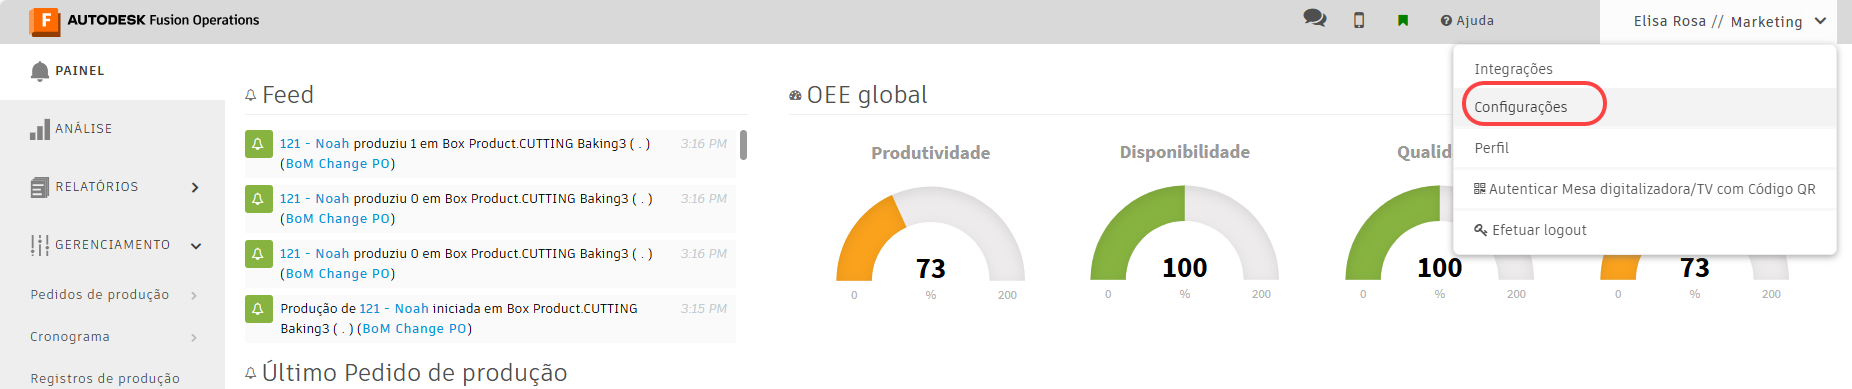 AUTODESK Fusion Operations
Ajuda
Elisa Rosa // Marketing
PAINEL
ANÁLISE
RELATÓRIOS
GERENCIAMENTO
Pedidos de produção
Cronograma
Registros de produção
Feed
121 - Noah produziu 1 em Box Product.CUTTING Baking3 ( . ) 3:16 PM
(BoM Change PO)
121 - Noah produziu 0 em Box Product.CUTTING Baking3 ( . ) 3:16 PM
(BoM Change PO)
121 - Noah produziu 0 em Box Product.CUTTING Baking3 ( . ) 3:16 PM
(BoM Change PO)
Produção de 121 - Noah iniciada em Box Product.CUTTING 3:15 PM
Baking3 ( . ) (BoM Change PO)
Último Pedido de produção
OEE global
Produtividade
73
0 % 200
Disponibilidade
100
0 % 200
Qualid
100
0 % 200
73
0 % 200
Integrações
Configurações
Perfil
Autenticar Mesa digitalizadora/TV com Código QR
Efetuar logout